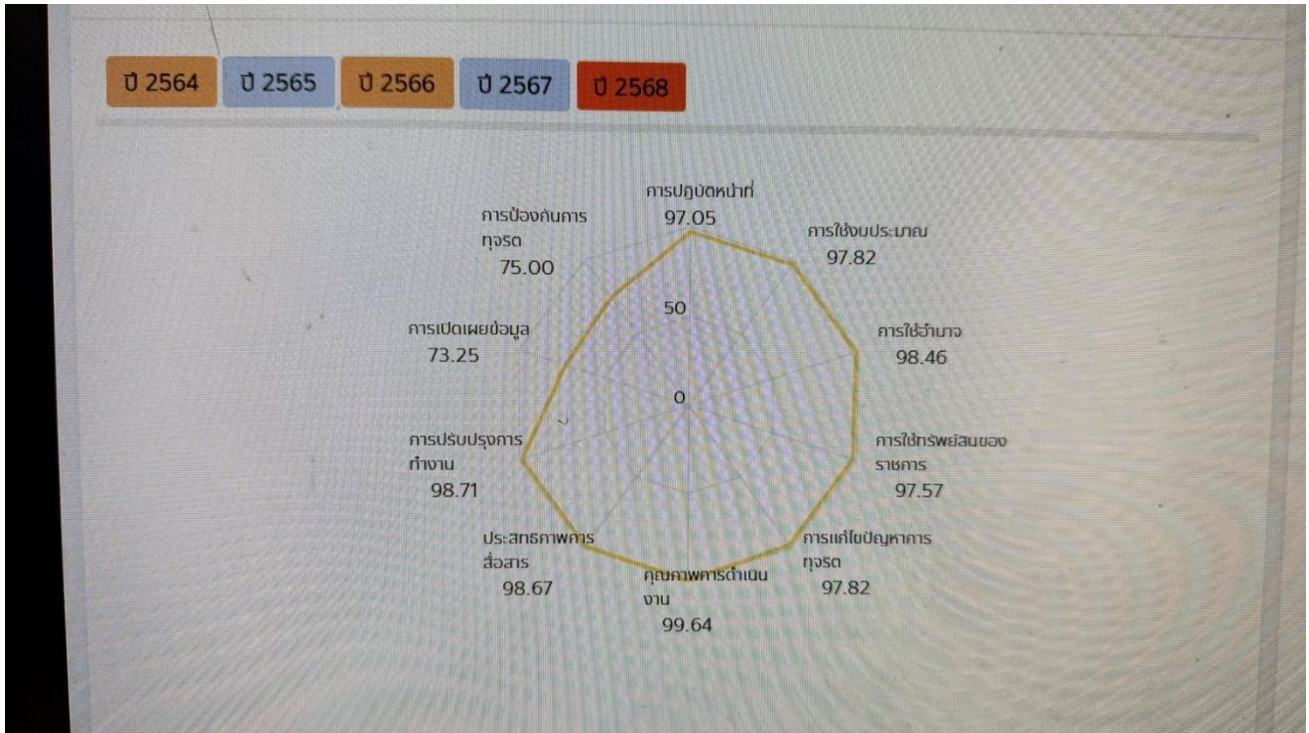 ปี 2564
ปี 2565
ปี 2566
ปี 2567
ปี 2568
การปฏิบัติหน้าที่
97.05
การใช้งบประมาณ
97.82
การใช้อำนาจ
98.46
การใช้ทรัพย์สินของ
ราชการ
97.57
การแก้ไขปัญหาการ
ทุจริต
97.82
คุณภาพการดำเนิน
งาน
99.64
ประสิทธิภาพการ
สื่อสาร
98.67
การปรับปรุงการ
ทำงาน
98.71
การเปิดเผยข้อมูล
73.25
การป้องกันการ
ทุจริต
75.00
50
0